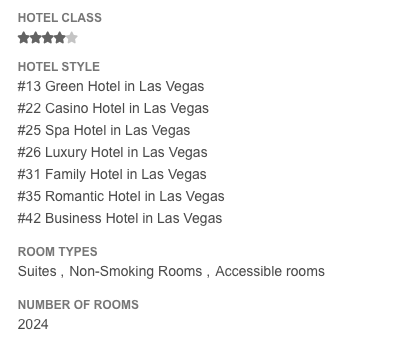 HOTEL CLASS
HOTEL STYLE
#13 Green Hotel in Las Vegas
#22 Casino Hotel in Las Vegas
#25 Spa Hotel in Las Vegas
#26 Luxury Hotel in Las Vegas
#31 Family Hotel in Las Vegas
#35 Romantic Hotel in Las Vegas
#42 Business Hotel in Las Vegas
ROOM TYPES
Suites , Non-Smoking Rooms , Accessible rooms
NUMBER OF ROOMS
2024